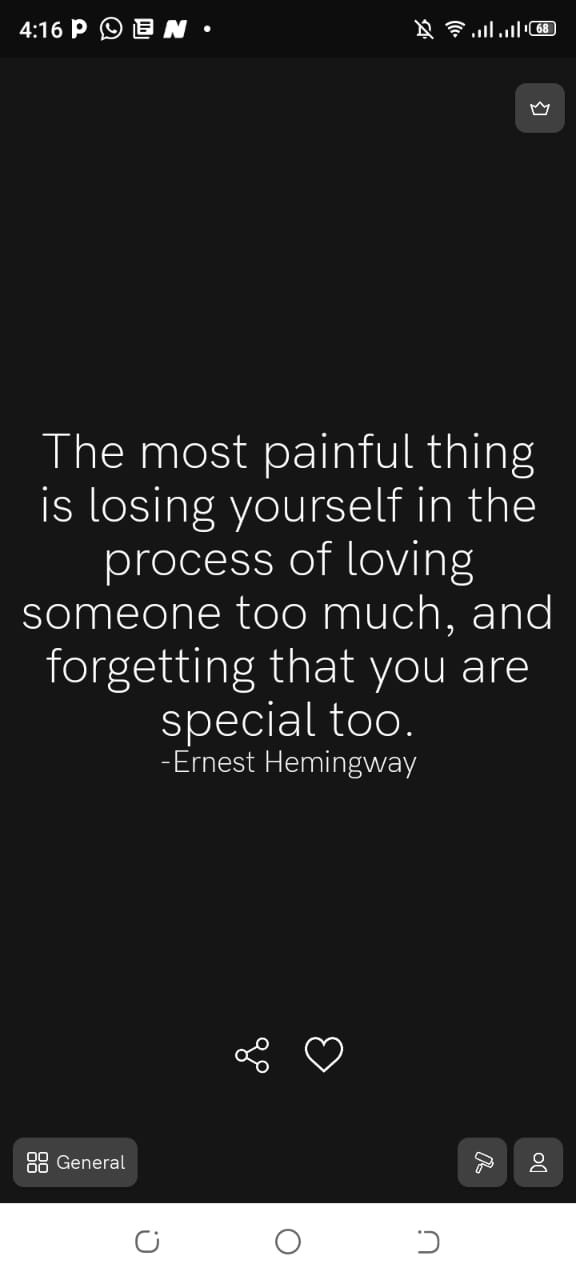 4:16
68
The most painful thing
is losing yourself in the
process of loving
someone too much, and
forgetting that you are
special too.
-Ernest Hemingway
General